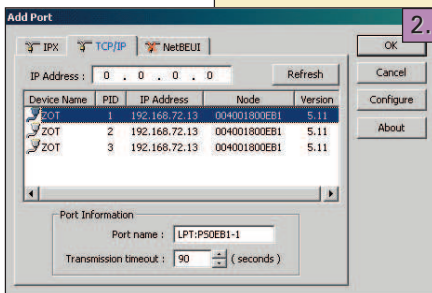 Add Port
2.
IPX TCP/IP NetBEUI
OK
IP Address : 0 . 0 . 0 . 0 Refresh
Cancel
Device Name PID IP Address Node Version
Configure
ZOT 1 192.168.72.13 004001800EB1 5.11
ZOT 2 192.168.72.13 004001800EB1 5.11
About
ZOT 3 192.168.72.13 004001800EB1 5.11
Port Information
Port name : LPT:PS0EB1-1
Transmission timeout : 90 ( seconds )